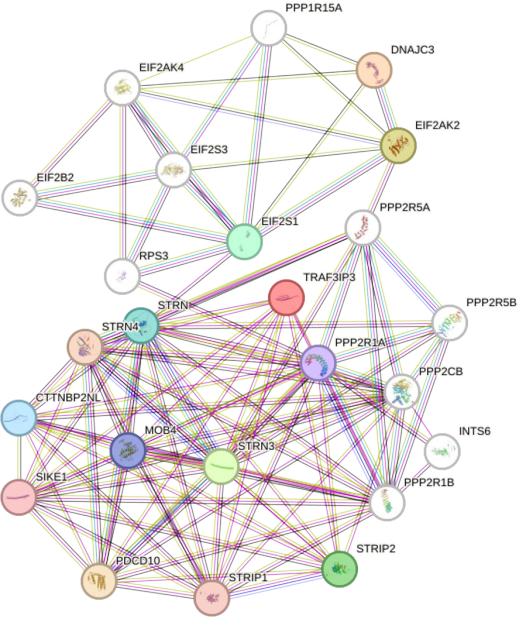 PPP1R15A
DNAJC3
EIF2AK4
EIF2AK2
EIF2S3
EIF2B2
PPP2R5A
EIF2S1
RPS3
TRAF3IP3
STRN
PPP2R5B
STRN4
PPP2R1A
PPP2CB
CTTNBP2NL
MOB4
INTS6
STRN3
SIKE1
PPP2R1B
STRIP2
PDCD10
STRIP1